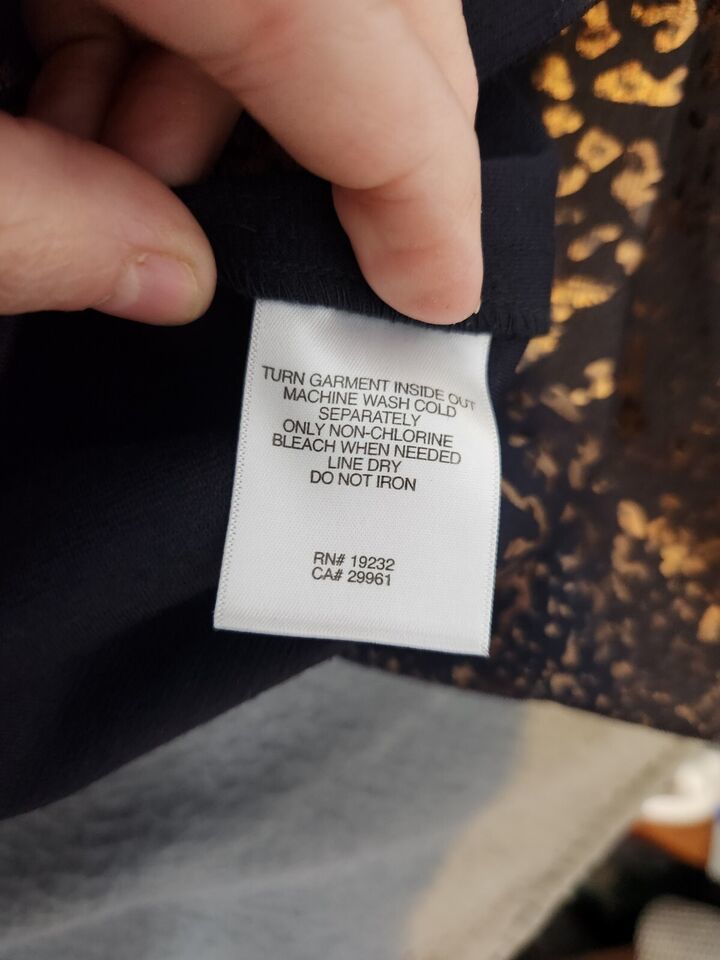 TURN GARMENT INSIDE OUT
MACHINE WASH COLD
SEPARATELY
ONLY NON-CHLORINE
BLEACH WHEN NEEDED
LINE DRY
DO NOT IRON
RN# 19232
CA# 29961